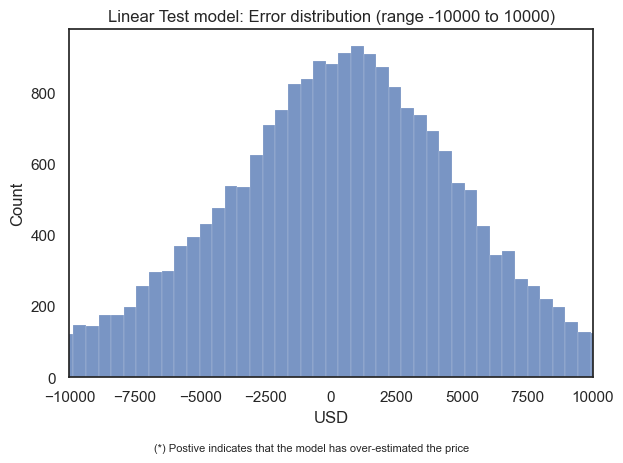 Linear Test model: Error distribution (range -10000 to 10000)
Count
800
600
400
200
0
−10000 −7500 −5000 −2500 0 2500 5000 7500 10000
USD
(*) Postive indicates that the model has over-estimated the price